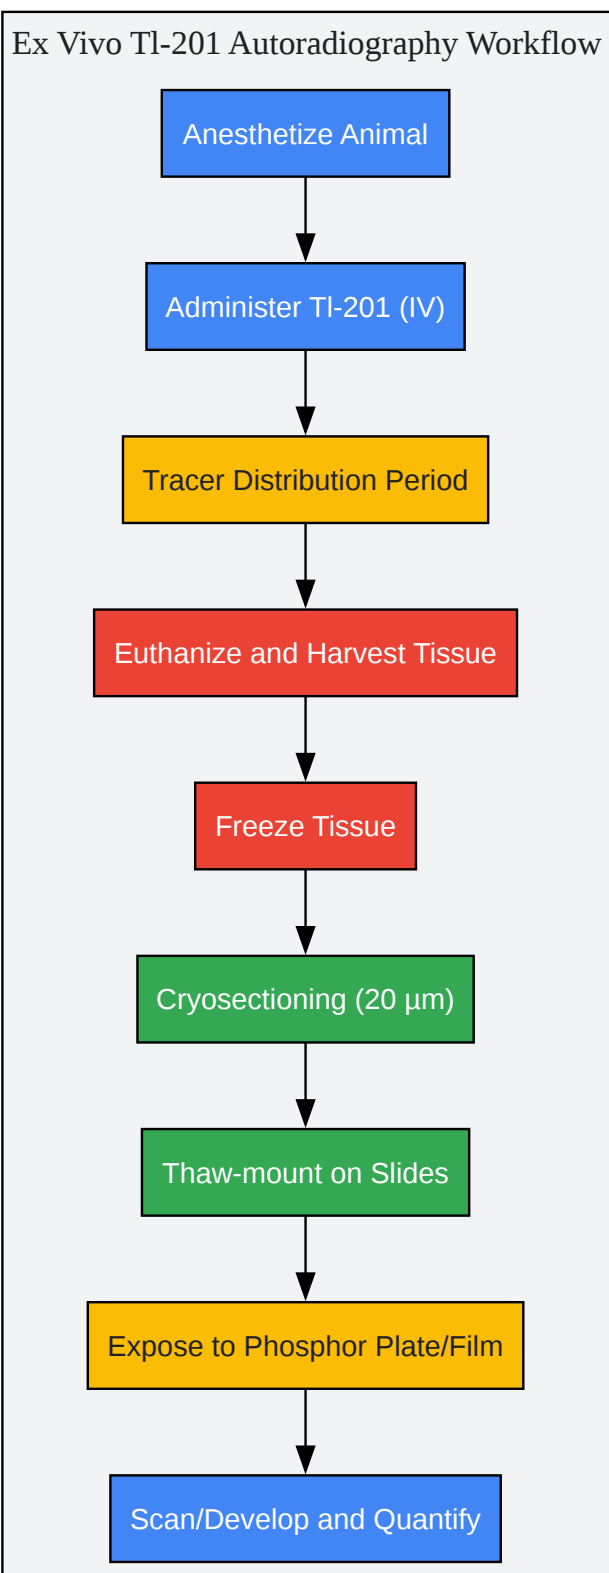 Ex Vivo Tl-201 Autoradiography Workflow
Anesthetize Animal
Administer Tl-201 (IV)
Tracer Distribution Period
Euthanize and Harvest Tissue
Freeze Tissue
Cryosectioning (20 µm)
Thaw-mount on Slides
Expose to Phosphor Plate/Film
Scan/Develop and Quantify